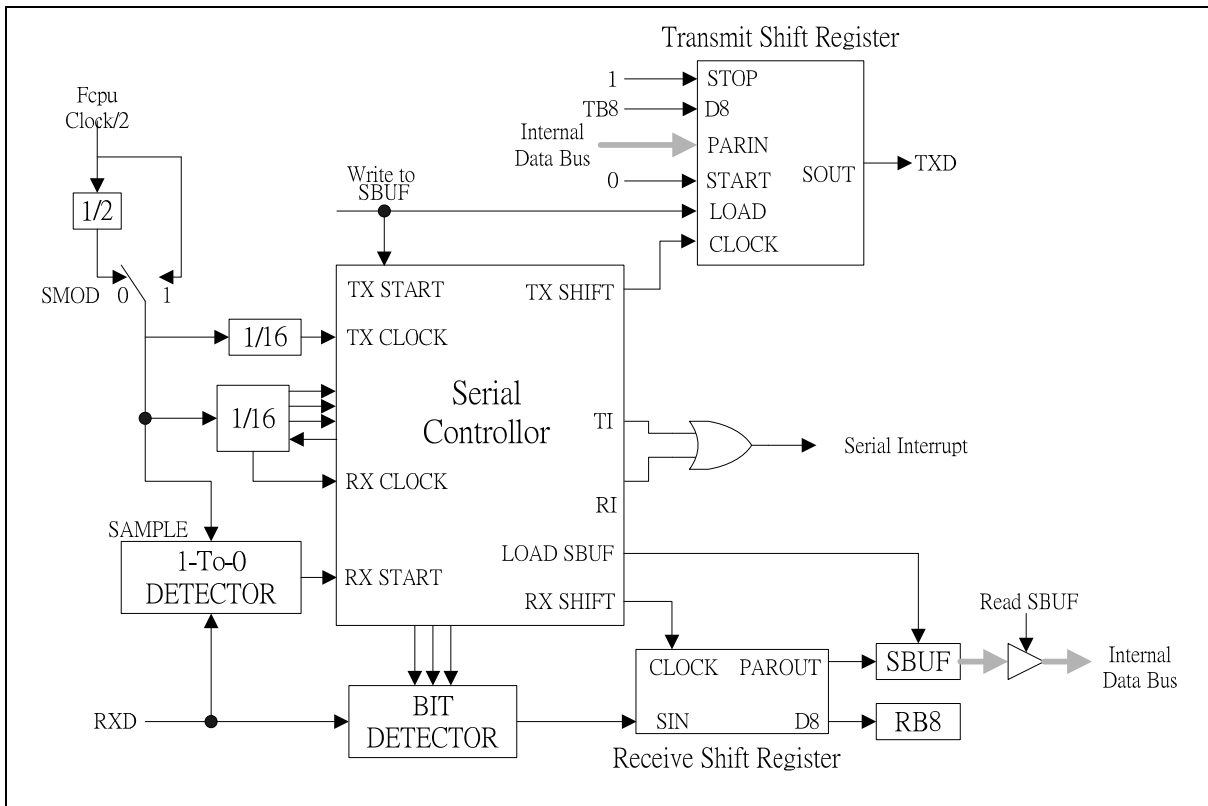 Transmit Shift Register
1
STOP
TB8
D8
Internal
Data Bus
PARIN
0
START
SOUT
TXD
LOAD
CLOCK
Fcpu
Clock/2
1/2
SMOD 0 1
Write to
SBUF
TX START
TX SHIFT
1/16
TX CLOCK
1/16
Serial
Controllor
TI
Serial Interrupt
RX CLOCK
RI
SAMPLE
1-To-0
DETECTOR
LOAD SBUF
RX START
RX SHIFT
Read SBUF
CLOCK
PAROUT
SBUF
Internal
Data Bus
RXD
BIT
DETECTOR
SIN
D8
RB8
Receive Shift Register